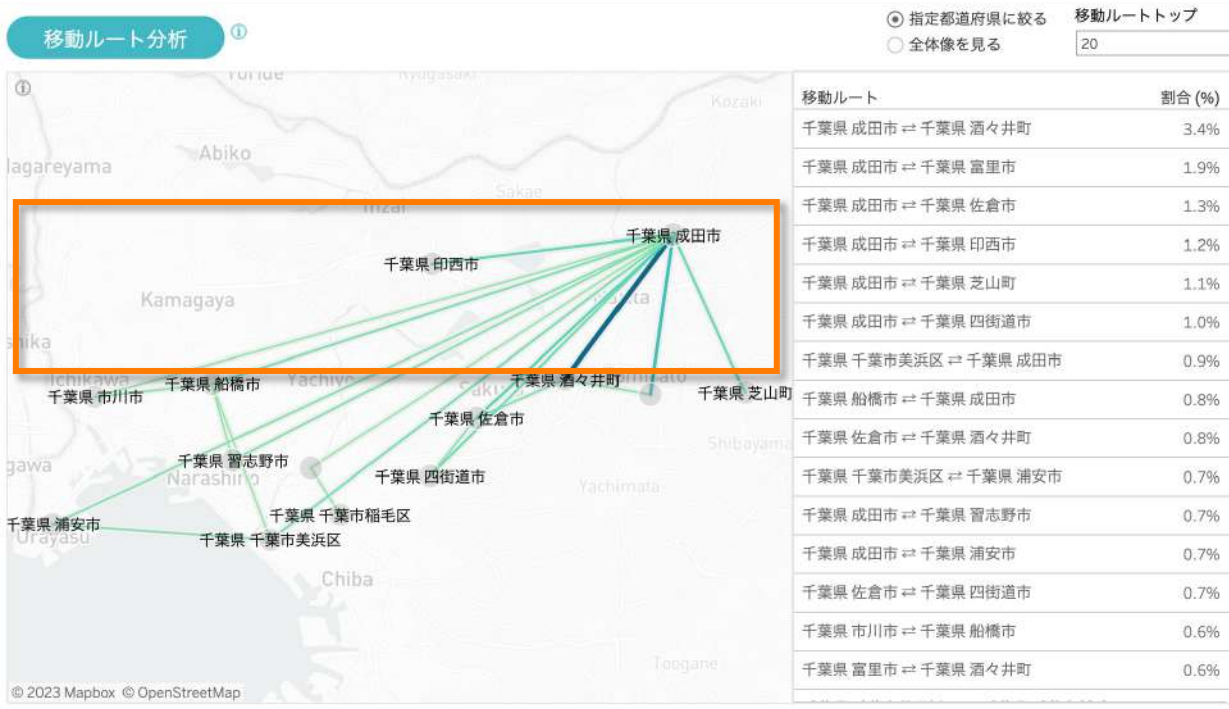 移動ルート分析
指定都道府県に絞る
全体像を見る
移動ルートトップ
20
Kozaki
Abiko
Sakae
千葉県 成田市
千葉県 印西市
Kamagaya
Ichikawa
千葉県 船橋市
Yachiyo
千葉県 酒々井町
千葉県 市川市
千葉県 芝山町
千葉県 佐倉市
Shibayama
千葉県 習志野市
Narashino
千葉県 四街道市
Yachimata
千葉県 千葉市稲毛区
千葉県 浦安市
Urayasu
千葉県 千葉市美浜区
Chiba
Toogane
© 2023 Mapbox © OpenStreetMap
移動ルート 割合 (%)
千葉県 成田市 ⇄ 千葉県 酒々井町 3.4%
千葉県 成田市 ⇄ 千葉県 富里市 1.9%
千葉県 成田市 ⇄ 千葉県 佐倉市 1.3%
千葉県 成田市 ⇄ 千葉県 印西市 1.2%
千葉県 成田市 ⇄ 千葉県 芝山町 1.1%
千葉県 成田市 ⇄ 千葉県 四街道市 1.0%
千葉県 千葉市美浜区 ⇄ 千葉県 成田市 0.9%
千葉県 船橋市 ⇄ 千葉県 成田市 0.8%
千葉県 佐倉市 ⇄ 千葉県 酒々井町 0.8%
千葉県 千葉市美浜区 ⇄ 千葉県 浦安市 0.7%
千葉県 成田市 ⇄ 千葉県 習志野市 0.7%
千葉県 成田市 ⇄ 千葉県 浦安市 0.7%
千葉県 佐倉市 ⇄ 千葉県 四街道市 0.7%
千葉県 市川市 ⇄ 千葉県 船橋市 0.6%
千葉県 富里市 ⇄ 千葉県 酒々井町 0.6%